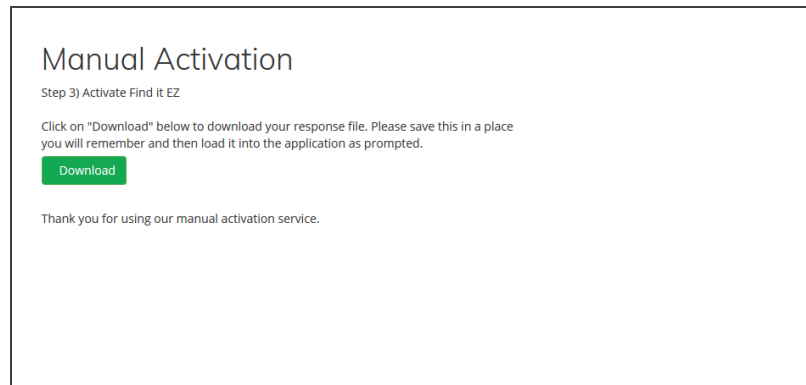 Manual Activation
Step 3) Activate Find it EZ
Click on "Download" below to download your response file. Please save this in a place
you will remember and then load it into the application as prompted.
Download
Thank you for using our manual activation service.